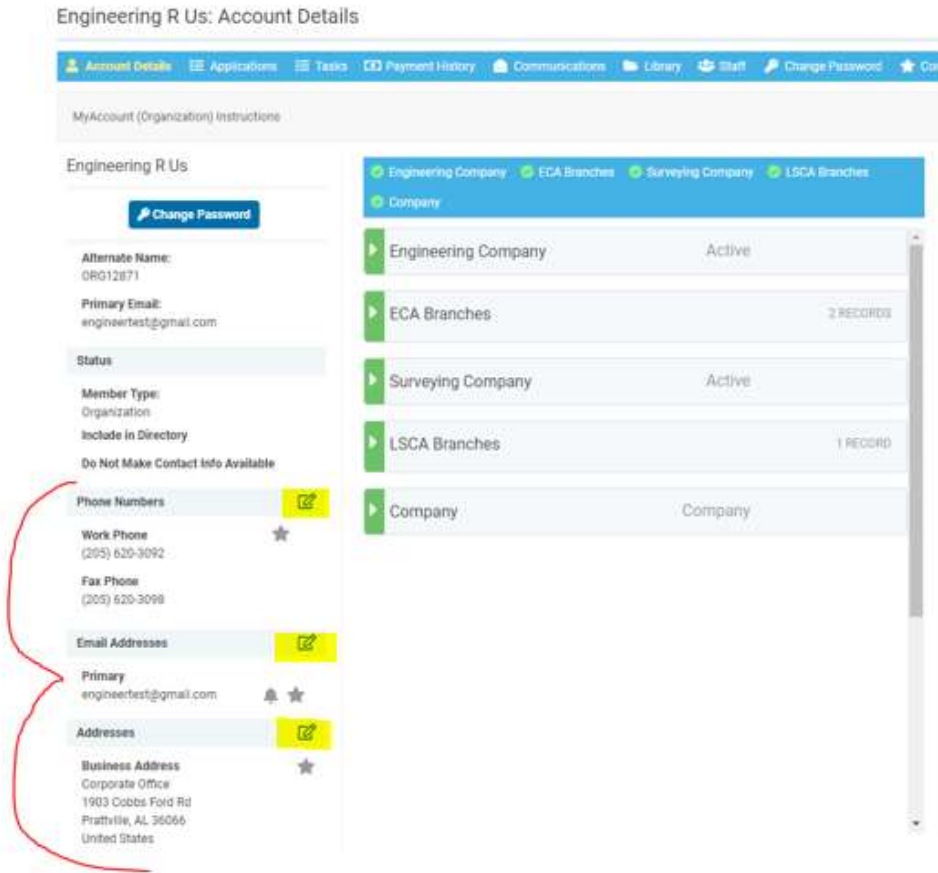 Engineering R Us: Account Details
Account Details Applications Tasks Payment History Communications Library Staff Change Password Co
MyAccount (Organization) Instructions
Engineering R Us
Change Password
Alternate Name:
ORG12871
Primary Email:
engineertest@gmail.com
Status
Member Type:
Organization
Include in Directory
Do Not Make Contact Info Available
Phone Numbers
Work Phone
(205) 620-3092
Fax Phone
(205) 620-3098
Email Addresses
Primary
engineertest@gmail.com
Addresses
Business Address
Corporate Office
1903 Cobbs Ford Rd
Prattville, AL 36066
United States
Engineering Company ECA Branches Surveying Company LSCA Branches
Company
Engineering Company Active
ECA Branches 2 RECORDS
Surveying Company Active
LSCA Branches 1 RECORD
Company Company